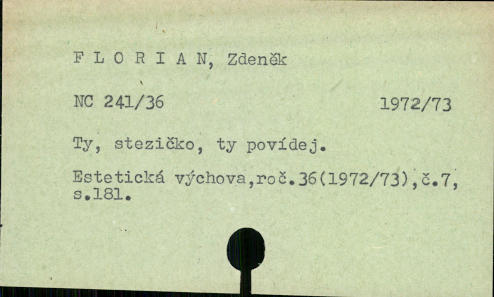 F L O R I A N, Zdeněk
NC 241/36 1972/73
Ty, stezičko, ty povídej.
Estetická výchova,roč.36(1972/73),č.7,
s.181.